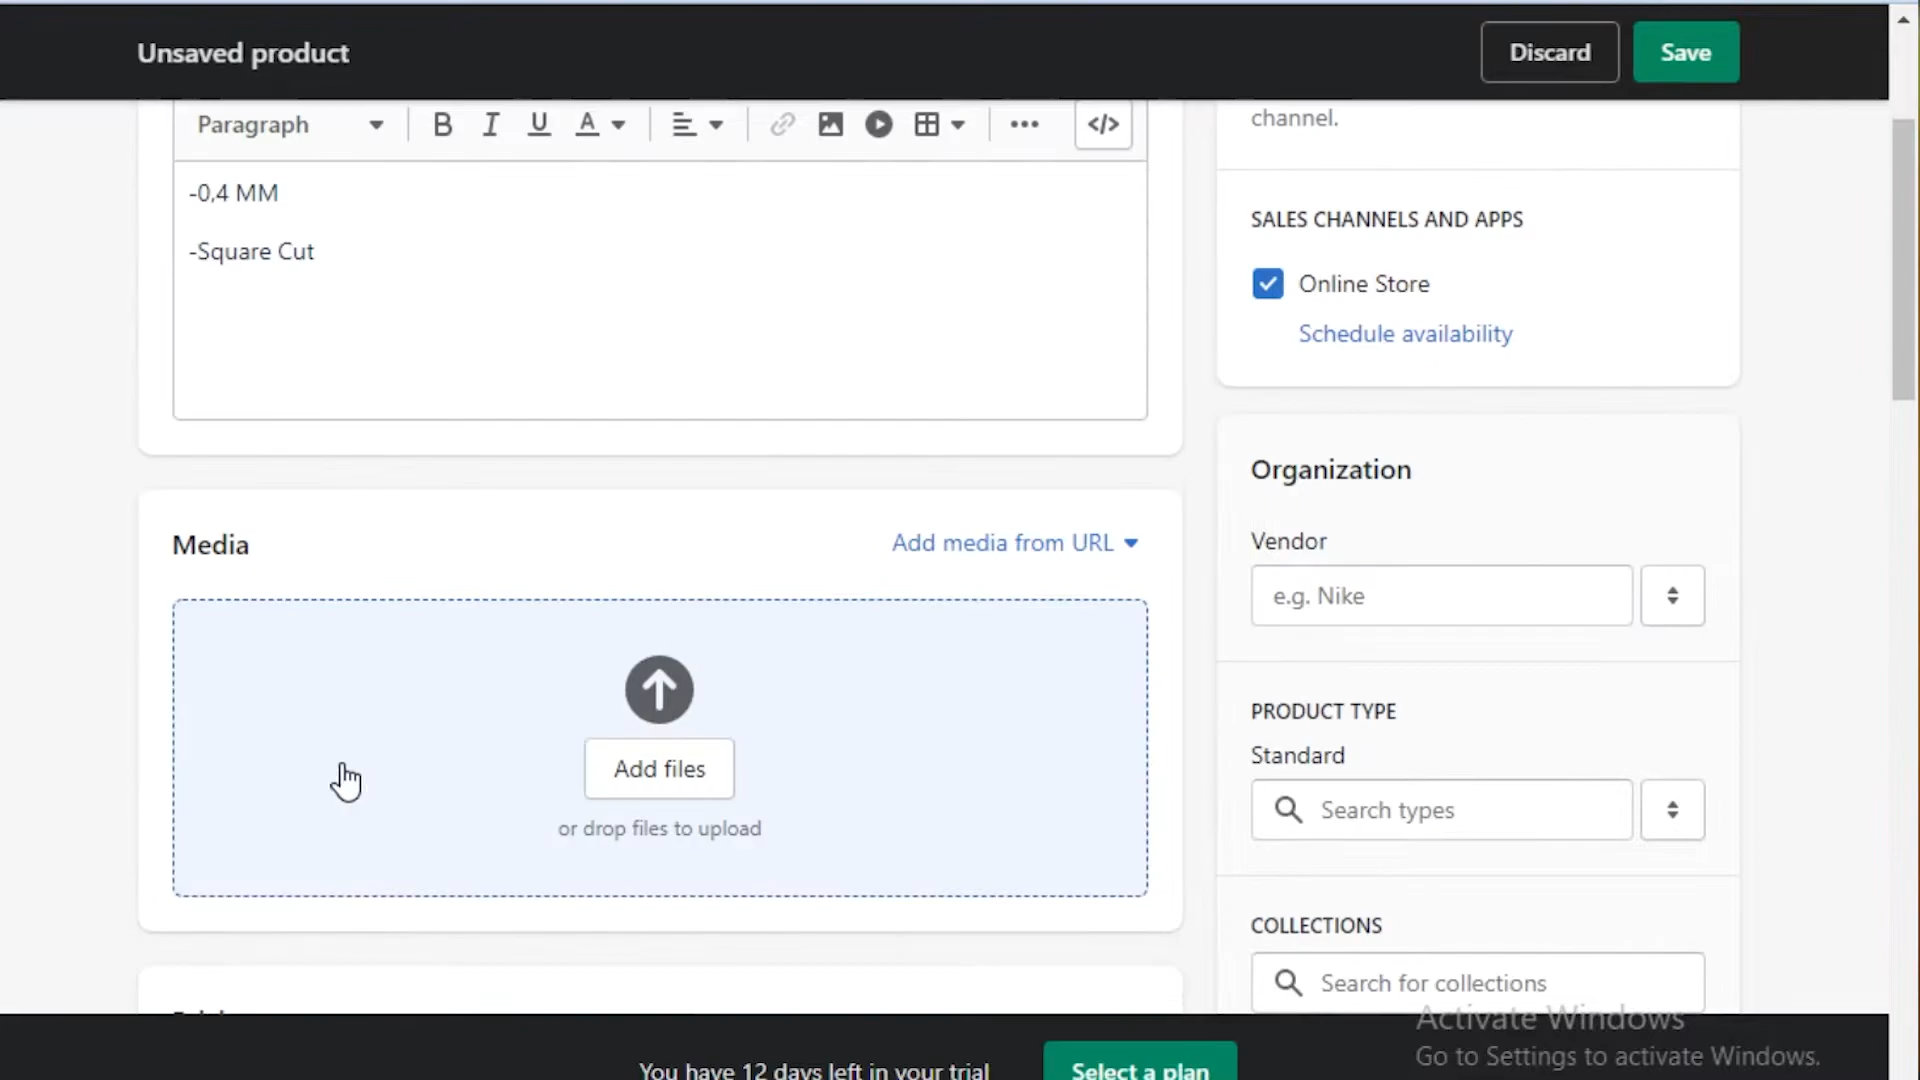 Unsaved product
Discard
Save
Paragraph
B I U A
</>
-0,4 MM
-Square Cut
channel.
SALES CHANNELS AND APPS
Online Store
Schedule availability
Media
Add media from URL
Add files
or drop files to upload
Organization
Vendor
e.g. Nike
PRODUCT TYPE
Standard
Search types
COLLECTIONS
Search for collections
You have 12 days left in your trial
Select a plan
Activate Windows
Go to Settings to activate Windows.